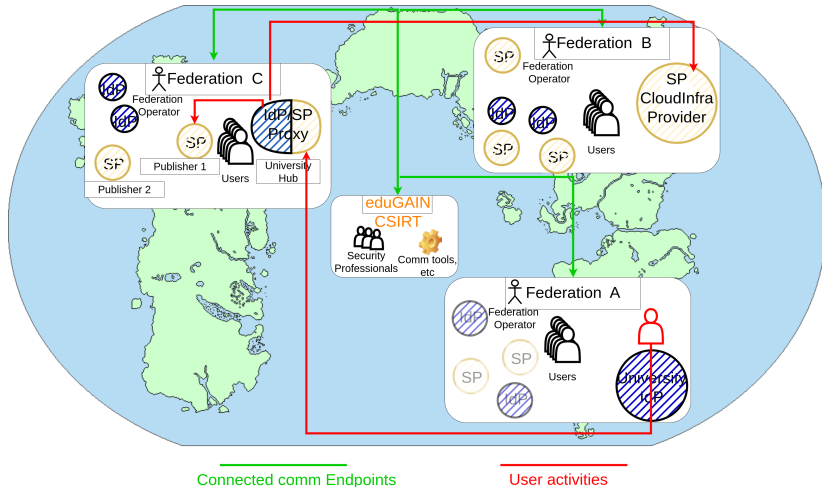 Federation C
IdP
Federation
Operator
IdP
SP
Publisher 2
SP
Publisher 1
Users
IdP/SP
Proxy
University
Hub
Federation B
SP
Federation
Operator
IdP
IdP
SP
SP
Users
SP
CloudInfra
Provider
eduGAIN
CSIRT
Security
Professionals
Comm tools,
etc
Federation A
IdP
Federation
Operator
SP
SP
IdP
Users
University
IdP
Connected comm Endpoints
User activities